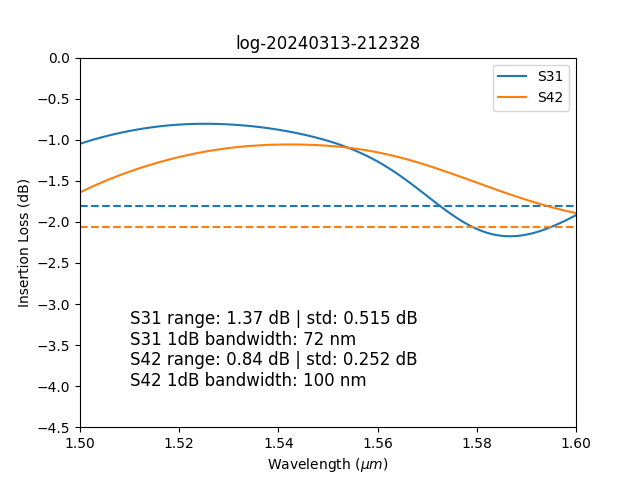 log-20240313-212328
0.0
−0.5
−1.0
−1.5
−2.0
−2.5
−3.0
−3.5
−4.0
−4.5
Insertion Loss (dB)
S31
S42
S31 range: 1.37 dB | std: 0.515 dB
S31 1dB bandwidth: 72 nm
S42 range: 0.84 dB | std: 0.252 dB
S42 1dB bandwidth: 100 nm
1.50 1.52 1.54 1.56 1.58 1.60
Wavelength (μm)